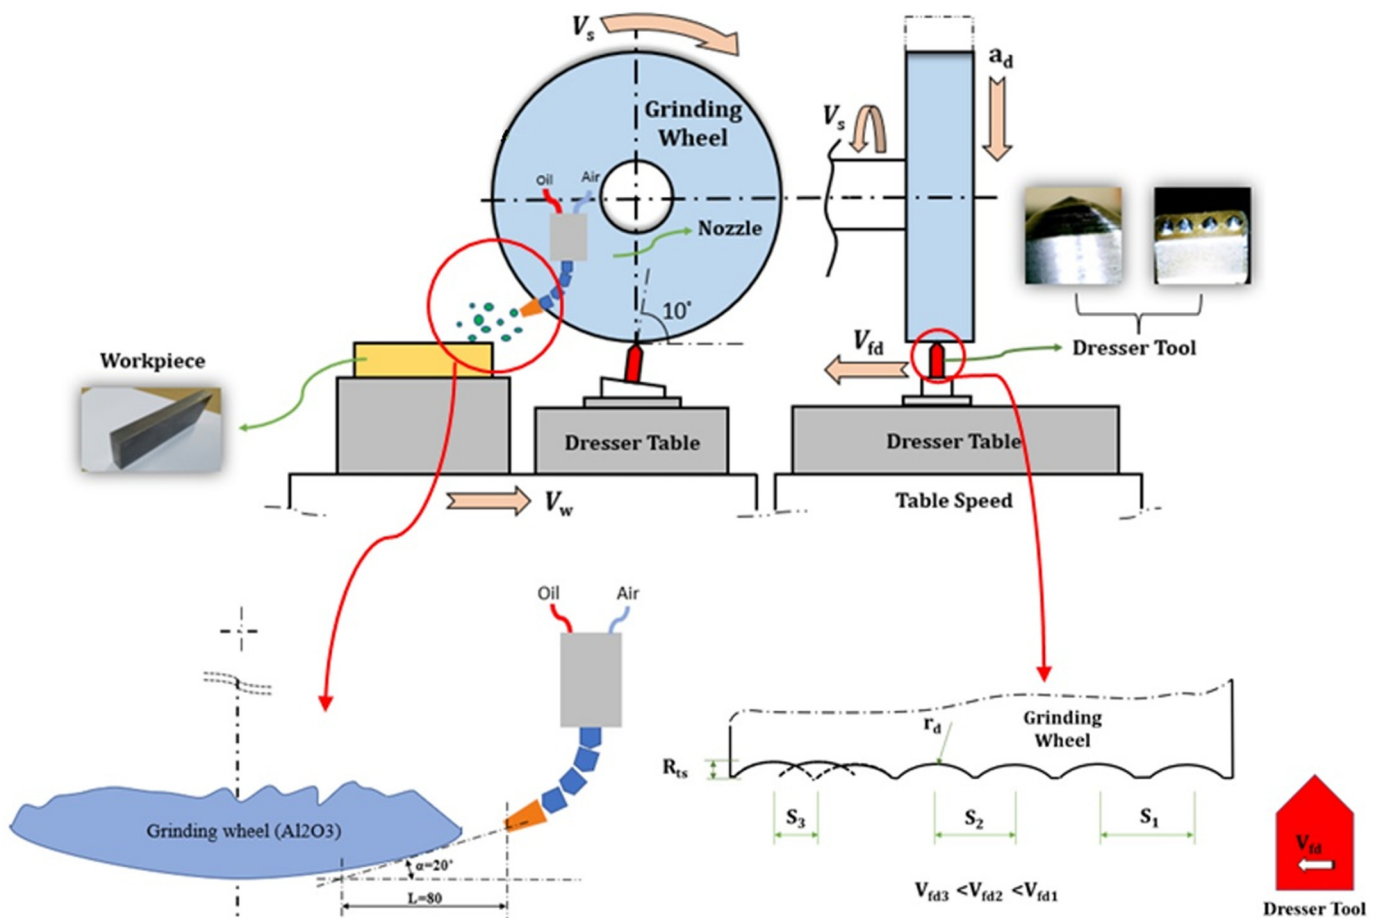 Vs
Grinding
Wheel
Oil
Air
Nozzle
10°
Workpiece
Dresser Table
Vw
ad
Vs
Vfd
Dresser Tool
Dresser Table
Table Speed
Oil
Air
Grinding wheel (Al2O3)
α=20°
L=80
rd
Grinding
Wheel
Rts
S3
S2
S1
Vfd3 <Vfd2 <Vfd1
Vfd
Dresser Tool